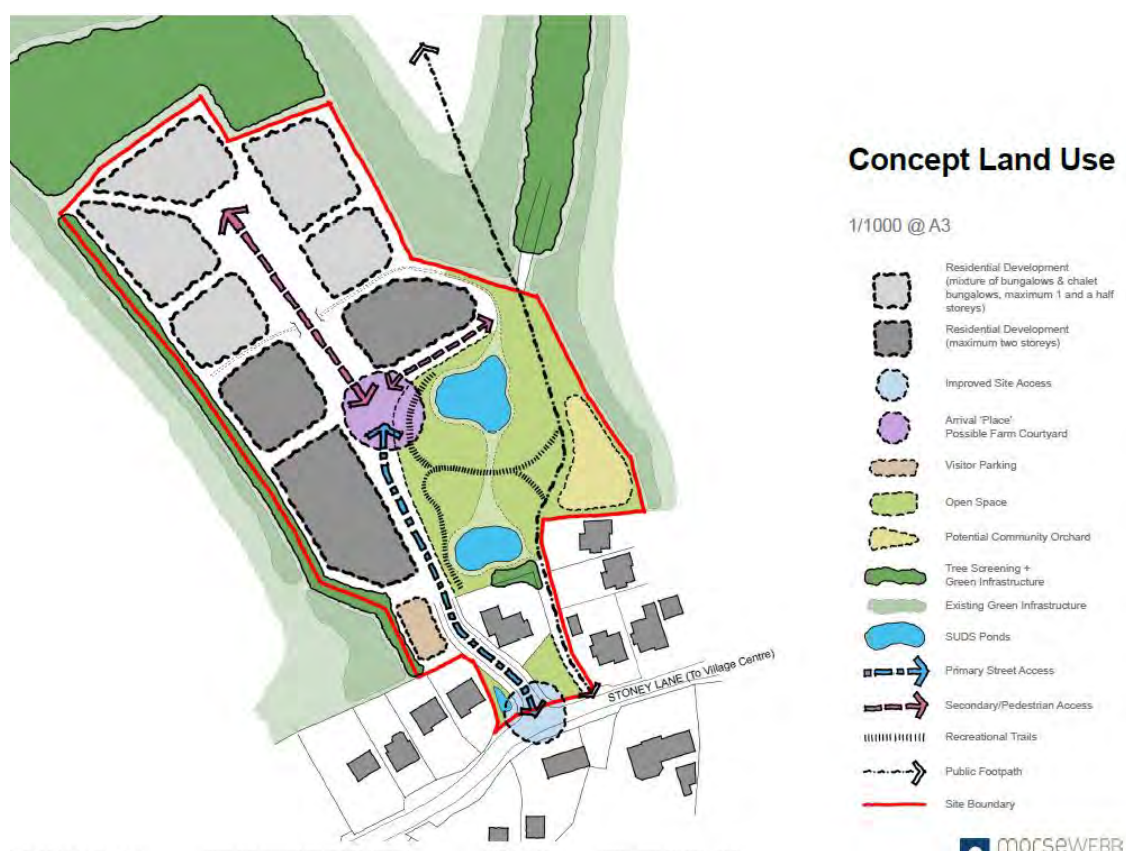 Concept Land Use
1/1000 @ A3
Residential Development
(mixture of bungalows & chalet
bungalows, maximum 1 and a half
storeys)
Residential Development
(maximum two storeys)
Improved Site Access
Arrival 'Place'
Possible Farm Courtyard
Visitor Parking
Open Space
Potential Community Orchard
Tree Screening +
Green Infrastructure
Existing Green Infrastructure
SUDS Ponds
Primary Street Access
Secondary/Pedestrian Access
Recreational Trails
Public Footpath
Site Boundary
STONEY LANE (To Village Centre)
morseWEBB